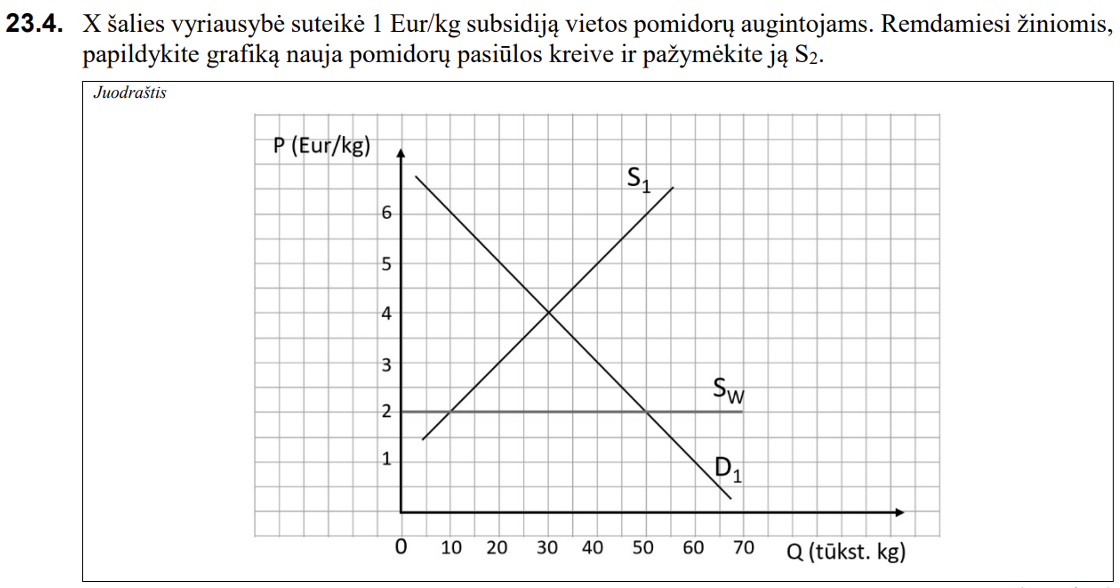 23.4. X šalies vyriausybė suteikė 1 Eur/kg subsidiją vietos pomidorų augintojams. Remdamiesi žiniomis,
papildykite grafiką nauja pomidorų pasiūlos kreive ir pažymėkite ją S₂.
Juodraštis
P (Eur/kg)
S₁
6
5
4
3
S_W
2
1
D₁
0 10 20 30 40 50 60 70 Q (tūkst. kg)